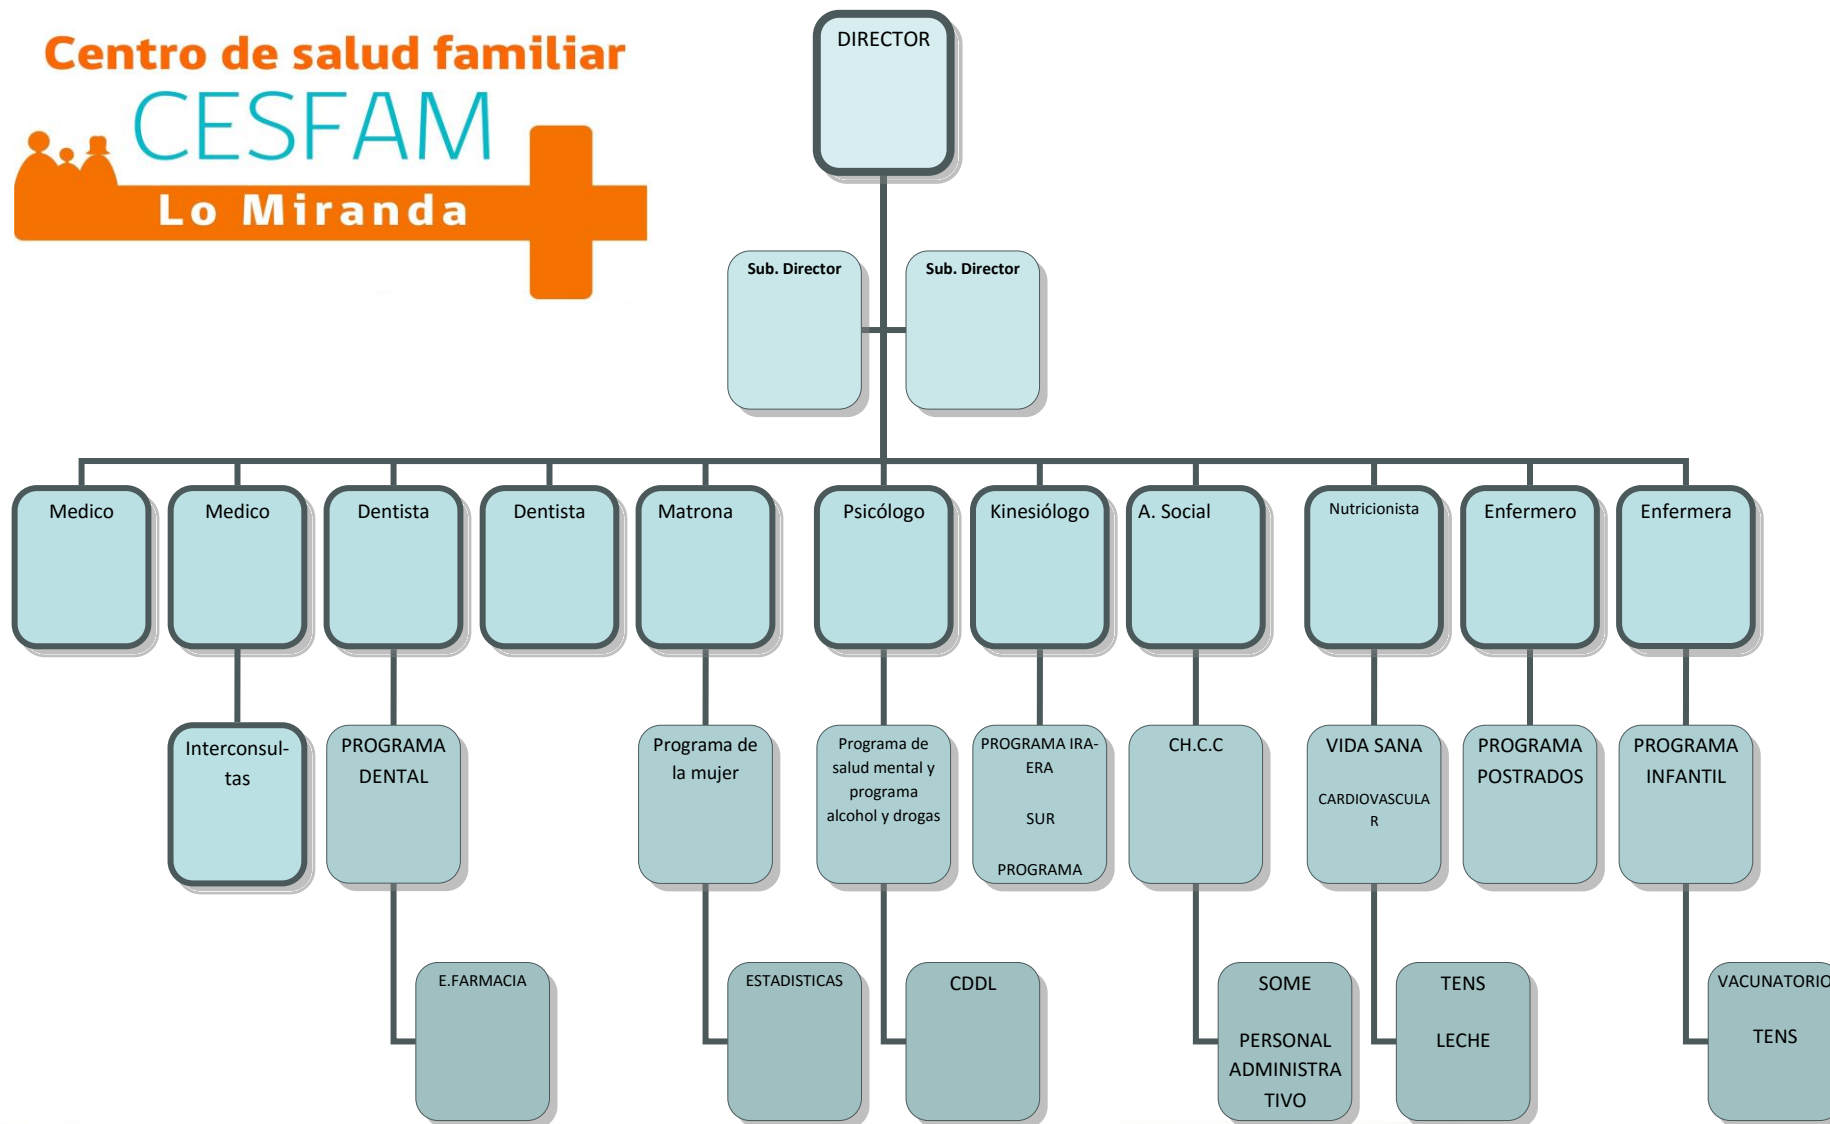 Centro de salud familiar
CESFAM
Lo Miranda
DIRECTOR
Sub. Director
Sub. Director
Medico
Medico
Dentista
Dentista
Matrona
Psicólogo
Kinesiólogo
A. Social
Nutricionista
Enfermero
Enfermera
Interconsul-
tas
PROGRAMA
DENTAL
Programa de
la mujer
Programa de
salud mental y
programa
alcohol y drogas
PROGRAMA IRA-
ERA
SUR
PROGRAMA
CH.C.C
VIDA SANA
CARDIOVASCULA
R
PROGRAMA
POSTRADOS
PROGRAMA
INFANTIL
E.FARMACIA
ESTADISTICAS
CDDL
SOME
PERSONAL
ADMINISTRA
TIVO
TENS
LECHE
VACUNATORIO
TENS